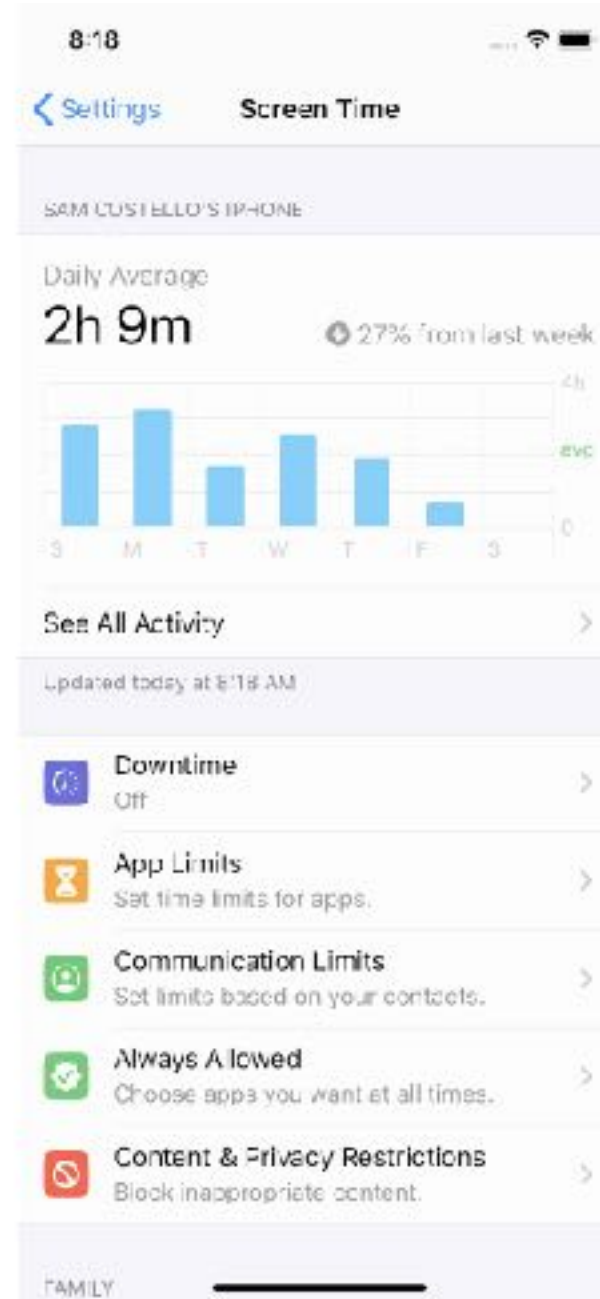 8:18
Settings Screen Time
SAM COSTELLO'S IPHONE
Daily Average
2h 9m
27% from last week
4h
avg
0
S M T W T F S
See All Activity
Updated today at 8:18 AM
Downtime
Off
App Limits
Set time limits for apps.
Communication Limits
Set limits based on your contacts.
Always Allowed
Choose apps you want at all times.
Content & Privacy Restrictions
Block inappropriate content.
FAMILY